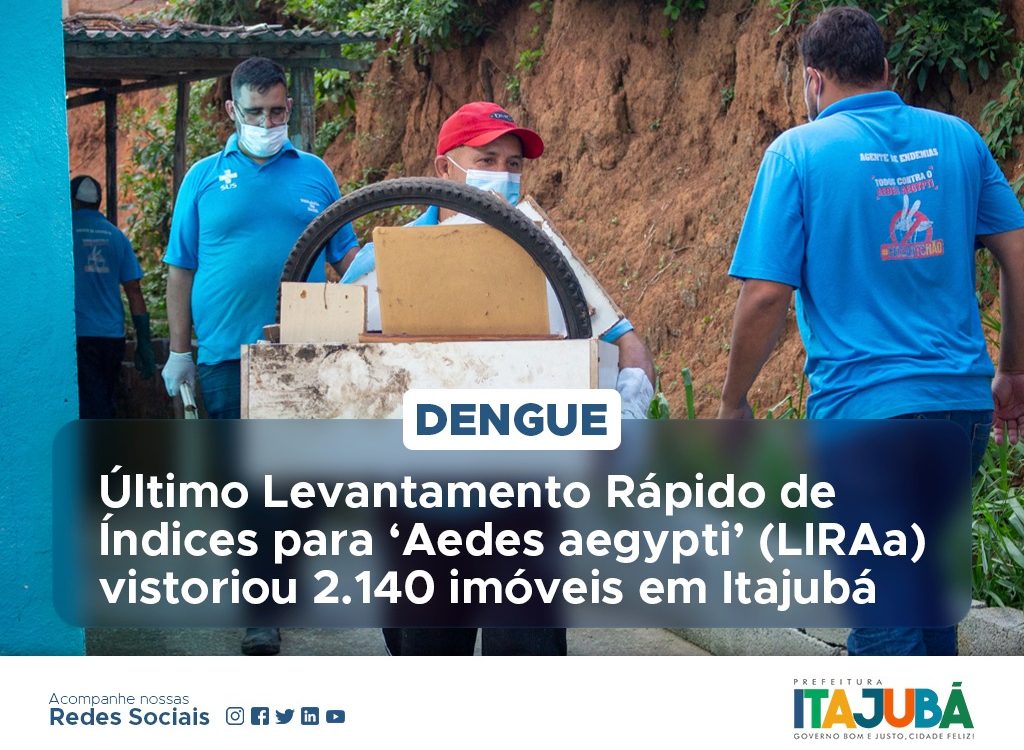 SUS
AGENTE DE ENDEMIAS
TODOS CONTRA O
AEDES AEGYPTI
DENGUE
Último Levantamento Rápido de
Índices para ‘Aedes aegypti’ (LIRAa)
vistoriou 2.140 imóveis em Itajubá
Acompanhe nossas
Redes Sociais
PREFEITURA
ITAJUBÁ
GOVERNO BOM E JUSTO, CIDADE FELIZ!